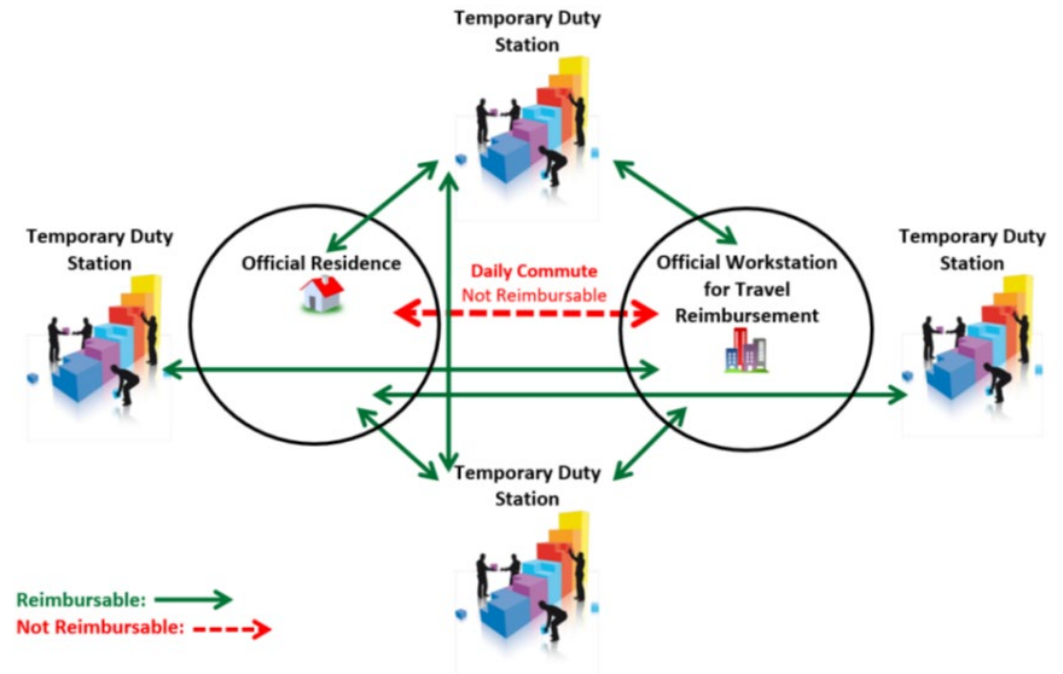 Temporary Duty
Station
Temporary Duty
Station
Official Residence
Daily Commute
Not Reimbursable
Official Workstation
for Travel
Reimbursement
Temporary Duty
Station
Temporary Duty
Station
Reimbursable:
Not Reimbursable: